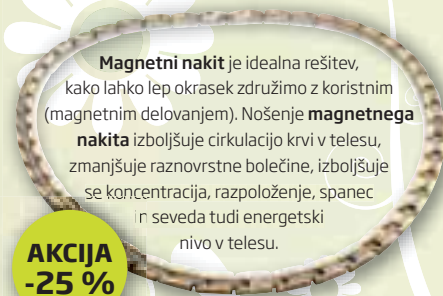 Magnetni nakit je idealna rešitev,
kako lahko lep okrasek združimo z koristnim
(magnetnim delovanjem). Nošenje magnetnega
nakita izboljšuje cirkulacijo krvi v telesu,
zmanjšuje raznovrstne bolečine, izboljšuje
se koncentracija, razpoloženje, spanec
in seveda tudi energetski
nivo v telesu.
AKCIJA
-25 %